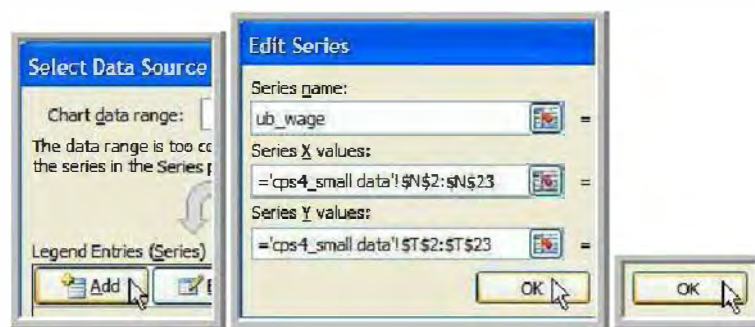 Select Data Source
Chart data range:
The data range is too co
the series in the Series p
Legend Entries (Series)
Add
Edit Series
Series name:
ub_wage
=
Series X values:
='cps4_small data'!$N$2:$N$23
=
Series Y values:
='cps4_small data'!$T$2:$T$23
=
OK
OK